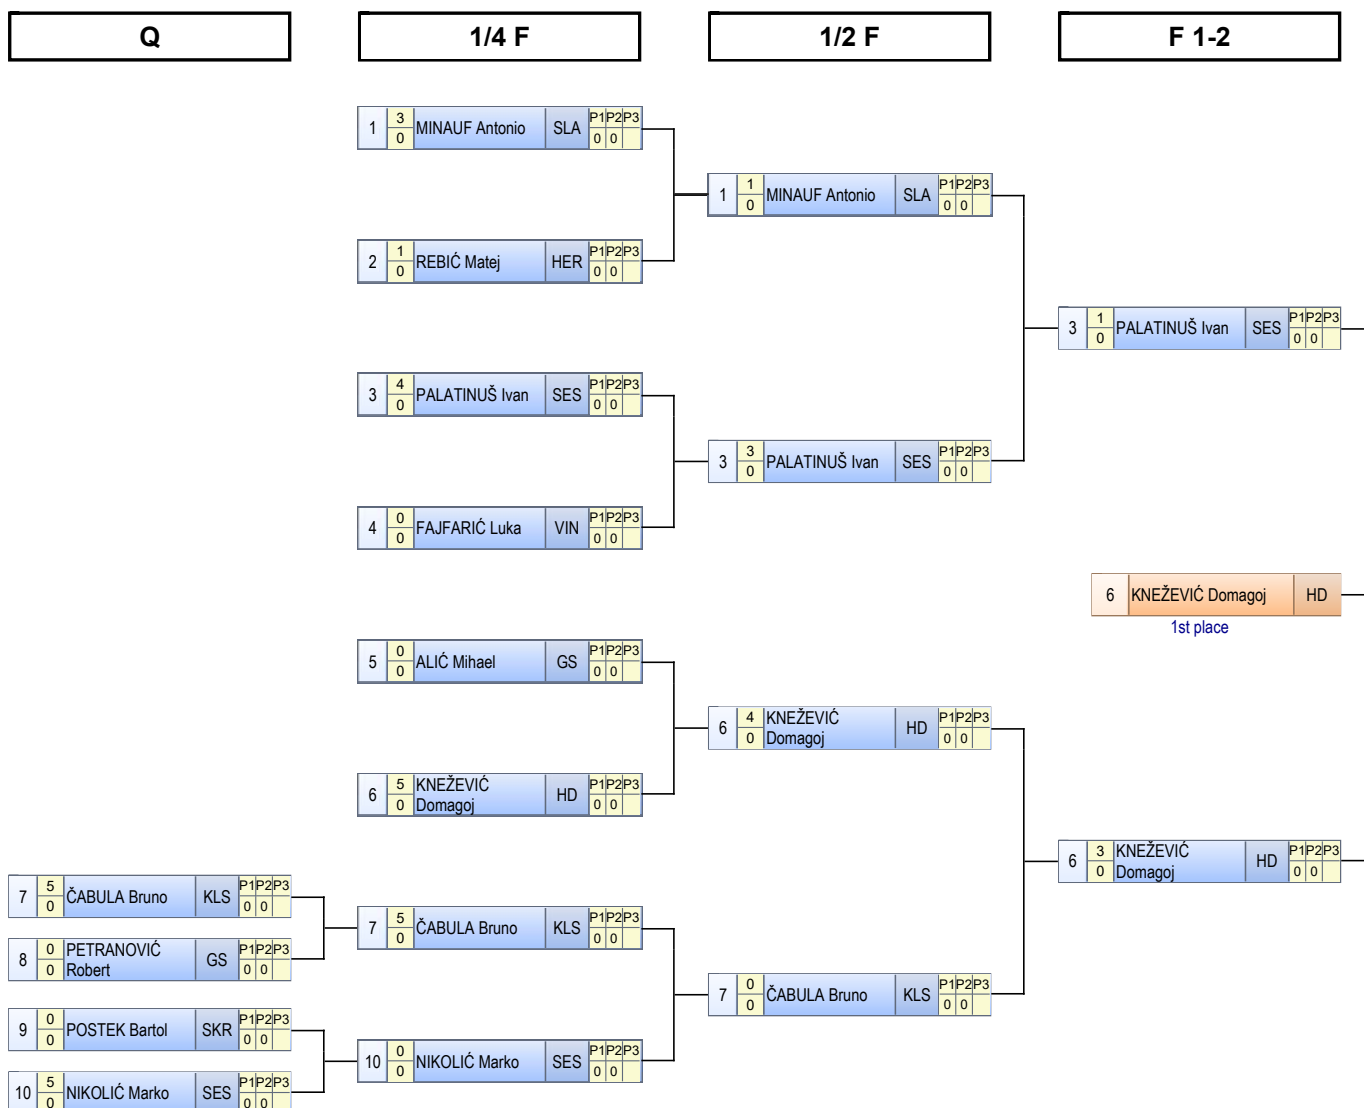 Q
1/4 F
1/2 F
F 1-2
1 3 MINAUF Antonio SLA P1 P2 P3
0 0 0
1 1 MINAUF Antonio SLA P1 P2 P3
0 0 0
2 1 REBIĆ Matej HER P1 P2 P3
0 0 0
3 1 PALATINUŠ Ivan SES P1 P2 P3
0 0 0
3 4 PALATINUŠ Ivan SES P1 P2 P3
0 0 0
3 3 PALATINUŠ Ivan SES P1 P2 P3
0 0 0
4 0 FAJFARIĆ Luka VIN P1 P2 P3
0 0 0
6 KNEŽEVIĆ Domagoj HD
1st place
5 0 ALIĆ Mihael GS P1 P2 P3
0 0 0
6 4 KNEŽEVIĆ HD P1 P2 P3
0 Domagoj 0 0
6 5 KNEŽEVIĆ HD P1 P2 P3
0 Domagoj 0 0
6 3 KNEŽEVIĆ HD P1 P2 P3
0 Domagoj 0 0
7 5 ČABULA Bruno KLS P1 P2 P3
0 0 0
7 5 ČABULA Bruno KLS P1 P2 P3
0 0 0
8 0 PETRANOVIĆ GS P1 P2 P3
0 Robert 0 0
7 0 ČABULA Bruno KLS P1 P2 P3
0 0 0
9 0 POSTEK Bartol SKR P1 P2 P3
0 0 0
10 0 NIKOLIĆ Marko SES P1 P2 P3
0 0 0
10 5 NIKOLIĆ Marko SES P1 P2 P3
0 0 0